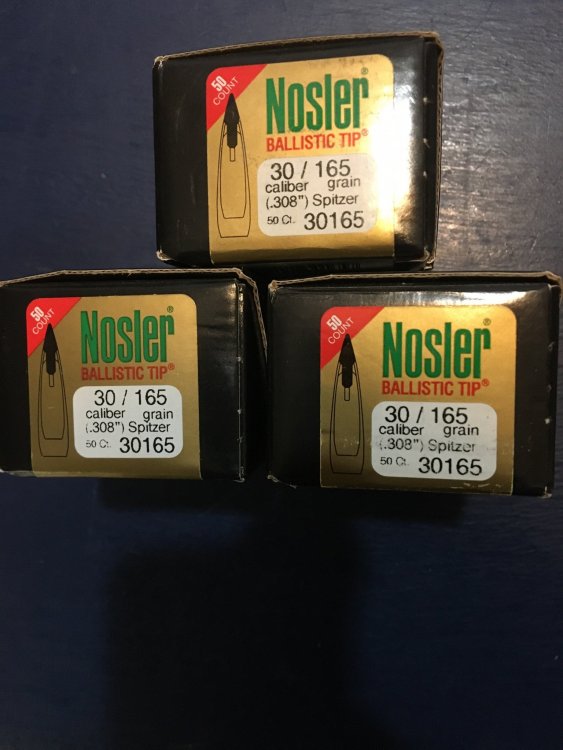 50
COUNT
Nosler®
BALLISTIC TIP®
30 / 165
caliber grain
(.308") Spitzer
50 Ct. 30165
50
COUNT
Nosler®
BALLISTIC TIP®
30 / 165
caliber grain
(.308") Spitzer
50 Ct. 30165
50
COUNT
Nosler®
BALLISTIC TIP®
30 / 165
caliber grain
(.308") Spitzer
50 Ct. 30165